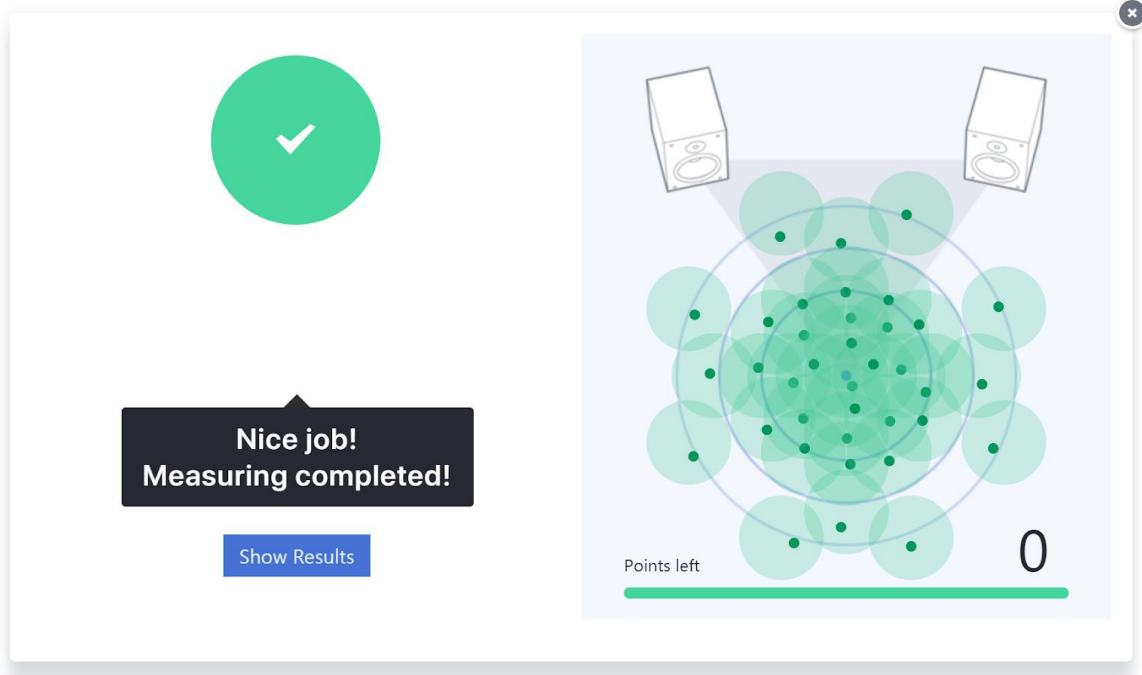 Nice job!
Measuring completed!
Show Results
Points left
0